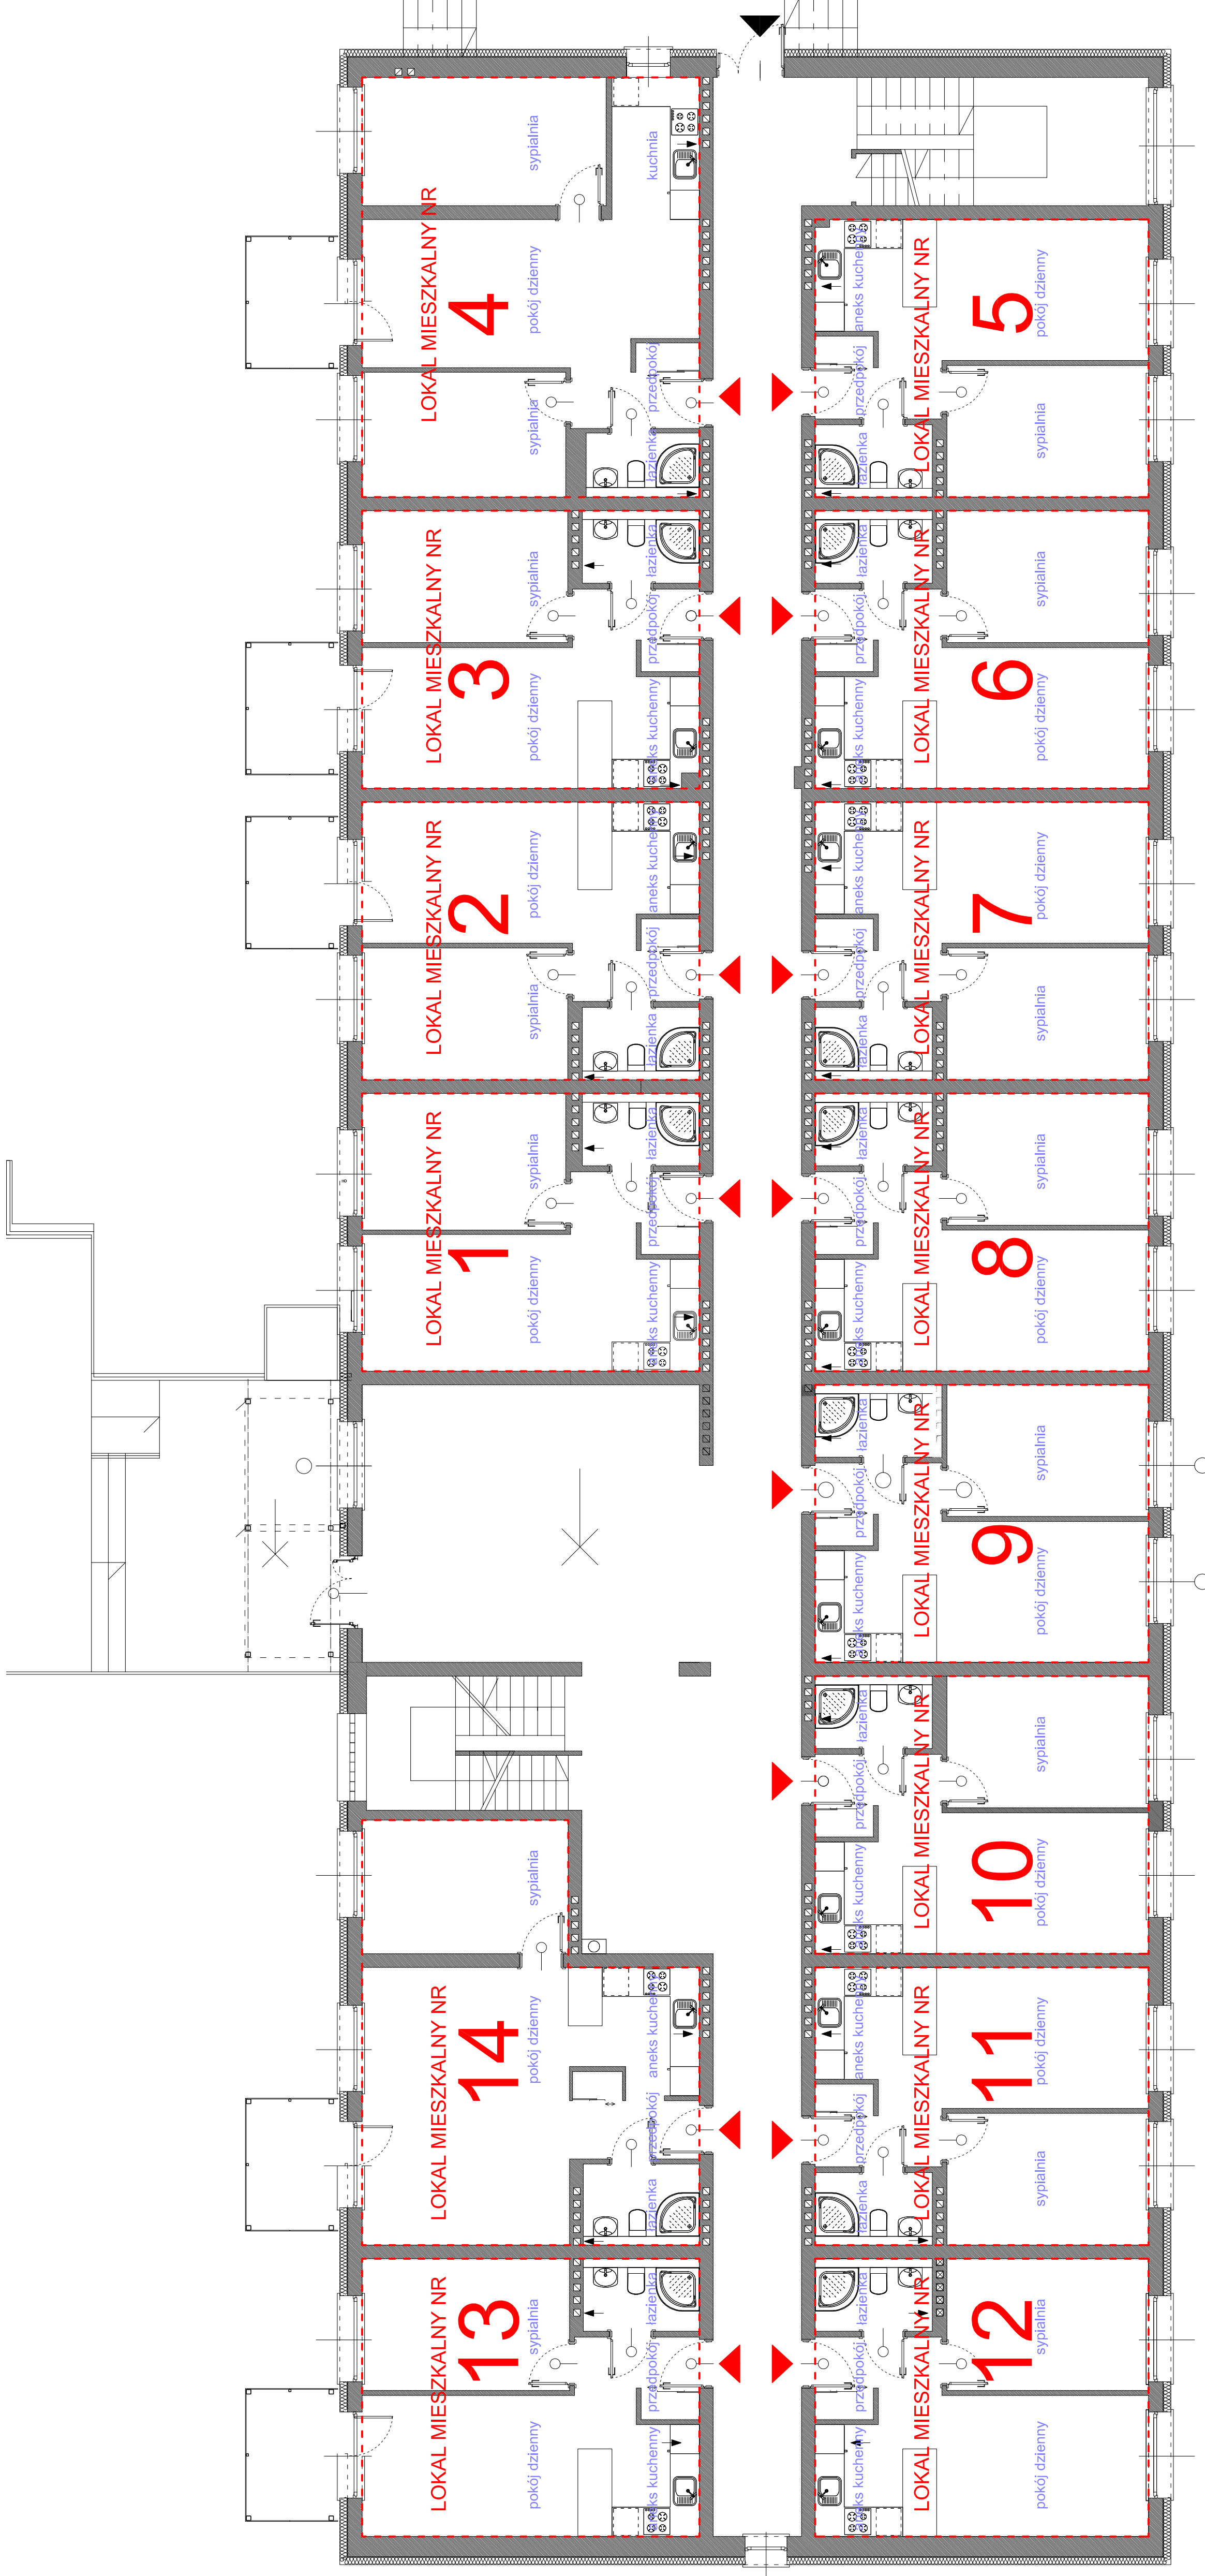 LOKAL MIESZKALNY NR
4
sypialnia
kuchnia
pokój dzienny
sypialnia
łazienka
przedpokój
LOKAL MIESZKALNY NR
5
aneks kuchenny
pokój dzienny
przedpokój
łazienka
sypialnia
LOKAL MIESZKALNY NR
3
sypialnia
łazienka
przedpokój
pokój dzienny
aneks kuchenny
LOKAL MIESZKALNY NR
6
łazienka
sypialnia
przedpokój
aneks kuchenny
pokój dzienny
LOKAL MIESZKALNY NR
2
pokój dzienny
aneks kuchenny
przedpokój
sypialnia
łazienka
LOKAL MIESZKALNY NR
7
aneks kuchenny
pokój dzienny
przedpokój
łazienka
sypialnia
LOKAL MIESZKALNY NR
1
sypialnia
łazienka
przedpokój
pokój dzienny
aneks kuchenny
LOKAL MIESZKALNY NR
8
łazienka
sypialnia
przedpokój
aneks kuchenny
pokój dzienny
LOKAL MIESZKALNY NR
9
łazienka
sypialnia
przedpokój
aneks kuchenny
pokój dzienny
LOKAL MIESZKALNY NR
10
łazienka
sypialnia
przedpokój
aneks kuchenny
pokój dzienny
LOKAL MIESZKALNY NR
14
sypialnia
pokój dzienny
aneks kuchenny
przedpokój
łazienka
LOKAL MIESZKALNY NR
11
aneks kuchenny
pokój dzienny
przedpokój
łazienka
sypialnia
LOKAL MIESZKALNY NR
13
sypialnia
łazienka
przedpokój
pokój dzienny
aneks kuchenny
LOKAL MIESZKALNY NR
12
łazienka
sypialnia
przedpokój
aneks kuchenny
pokój dzienny